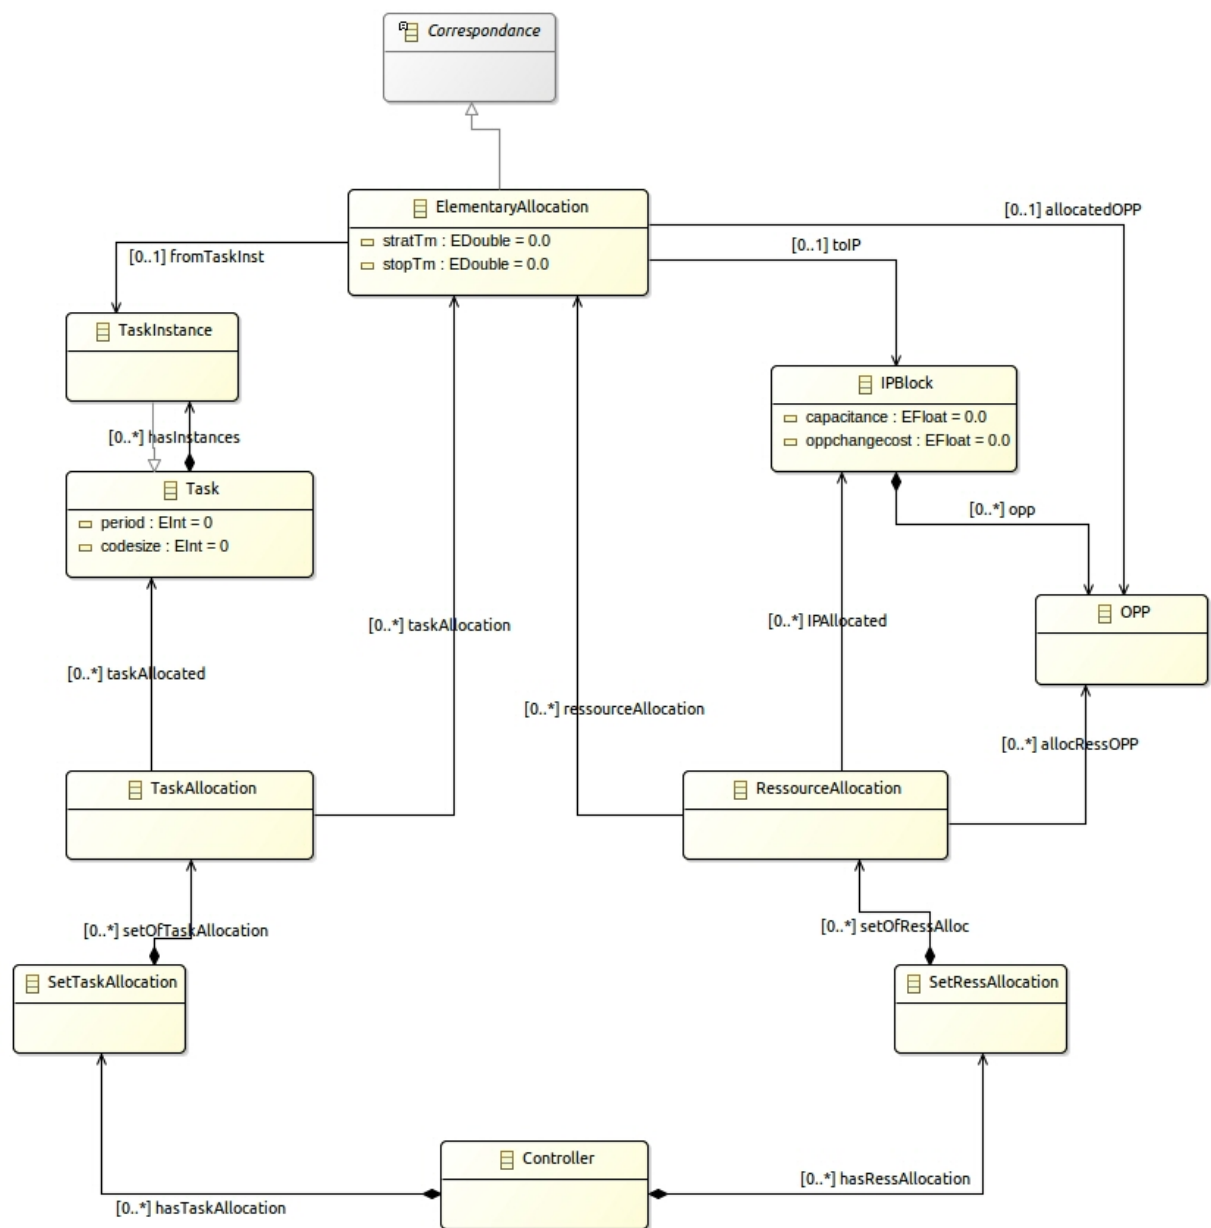 Correspondance
ElementaryAllocation
stratTm : EDouble = 0.0
stopTm : EDouble = 0.0
[0..1] allocatedOPP
[0..1] toIP
[0..1] fromTaskInst
TaskInstance
IPBlock
capacitance : EFloat = 0.0
oppchangecost : EFloat = 0.0
[0..*] hasInstances
Task
period : EInt = 0
codesize : EInt = 0
[0..*] opp
OPP
[0..*] taskAllocation
[0..*] IPAllocated
[0..*] taskAllocated
[0..*] ressourceAllocation
[0..*] allocRessOPP
TaskAllocation
RessourceAllocation
[0..*] setOfTaskAllocation
[0..*] setOfRessAlloc
SetTaskAllocation
SetRessAllocation
Controller
[0..*] hasTaskAllocation
[0..*] hasRessAllocation